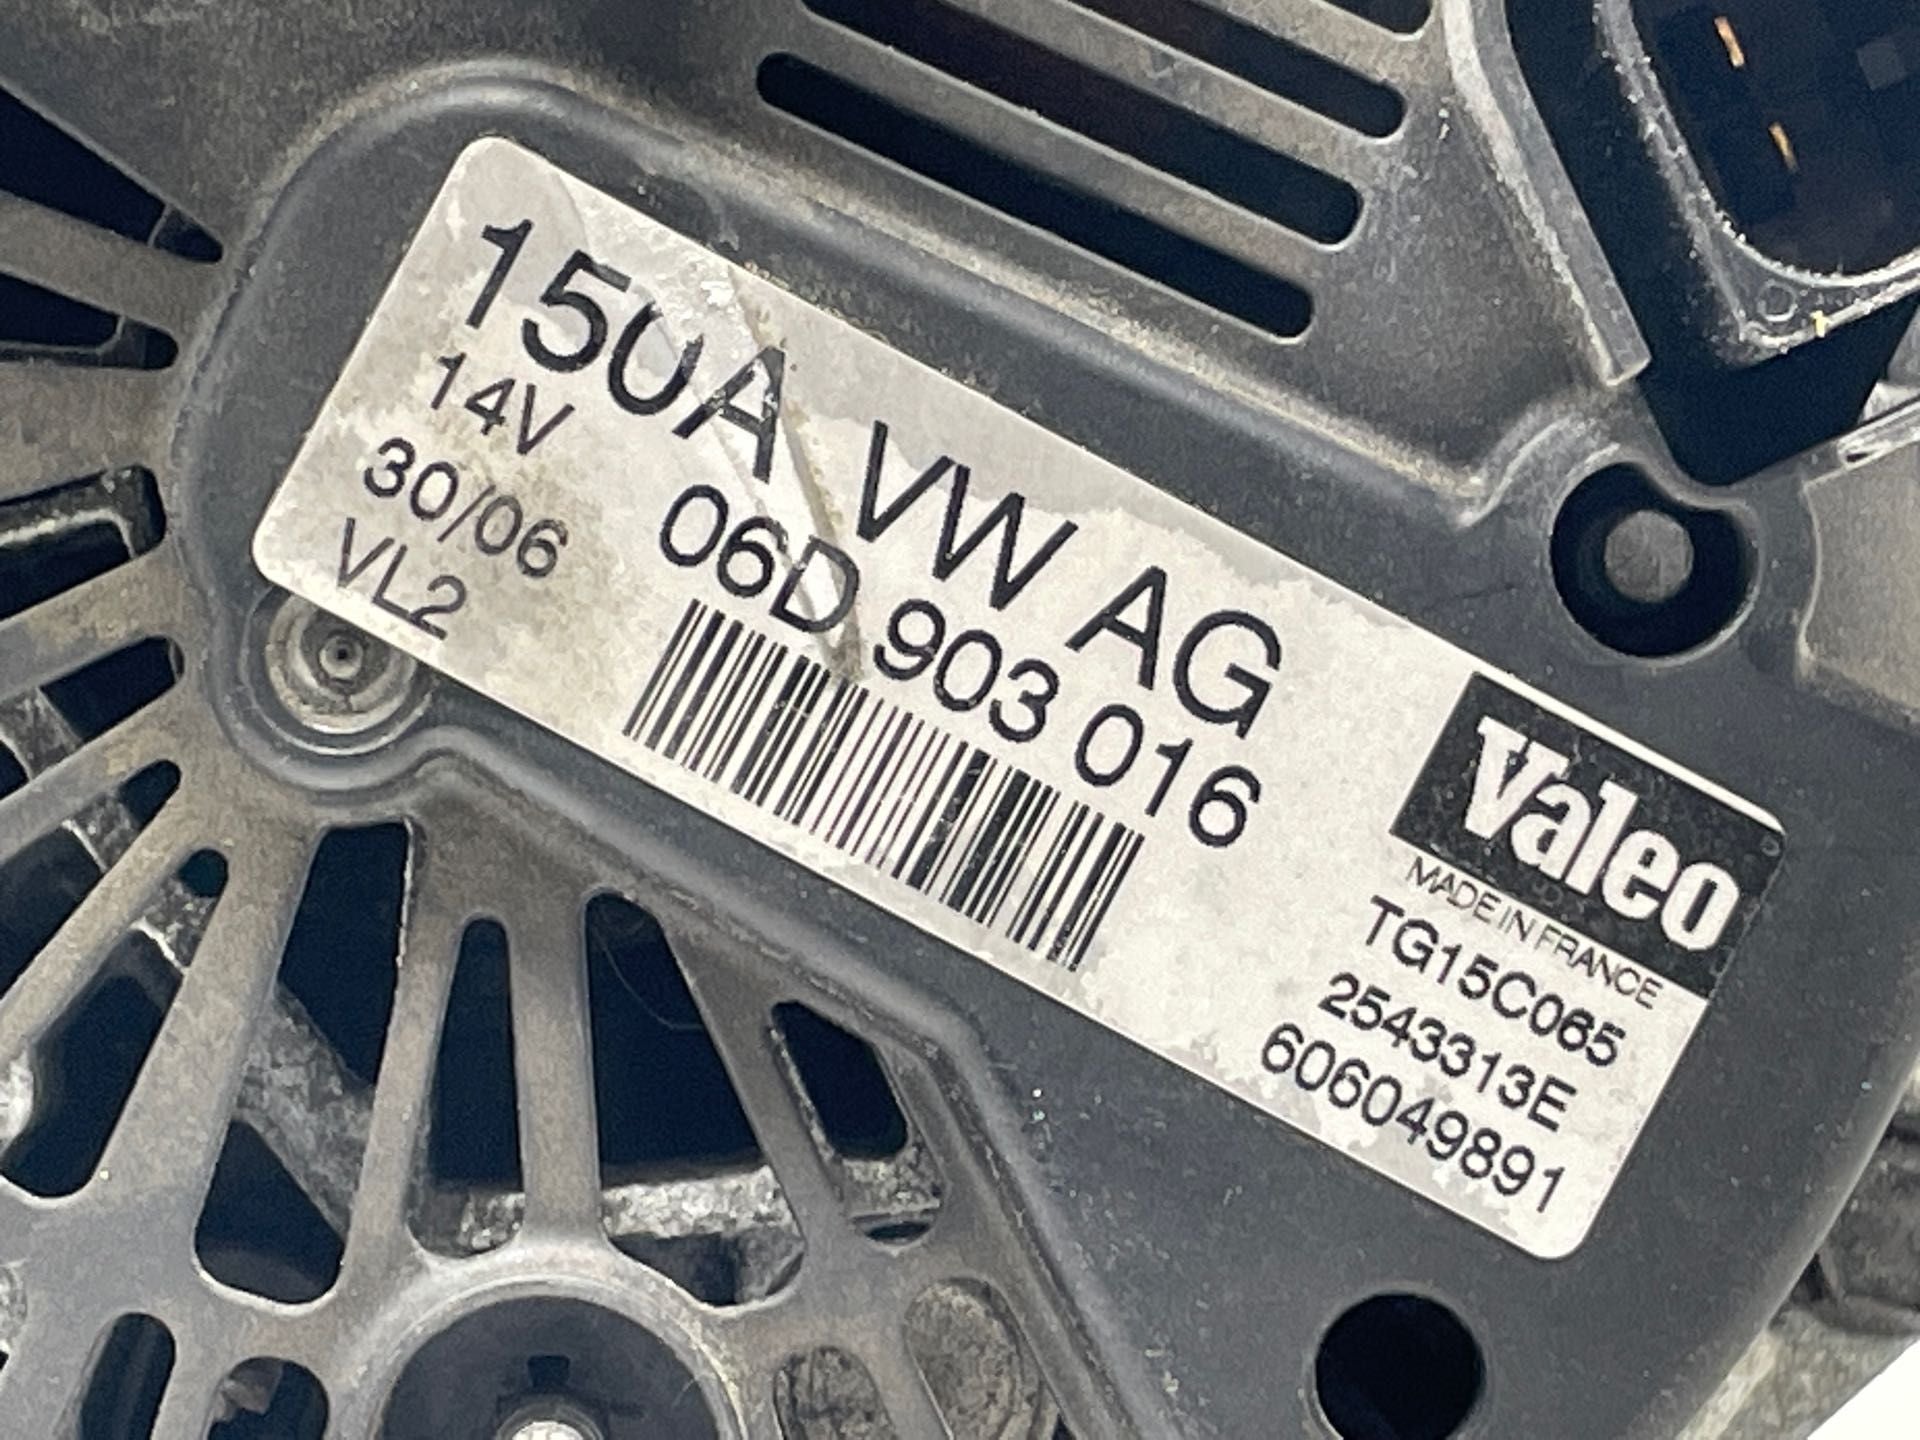 150A VW AG
14V
06D 903 016
30/06
VL2
Valeo
MADE IN FRANCE
TG15C065
2543313E
606049891